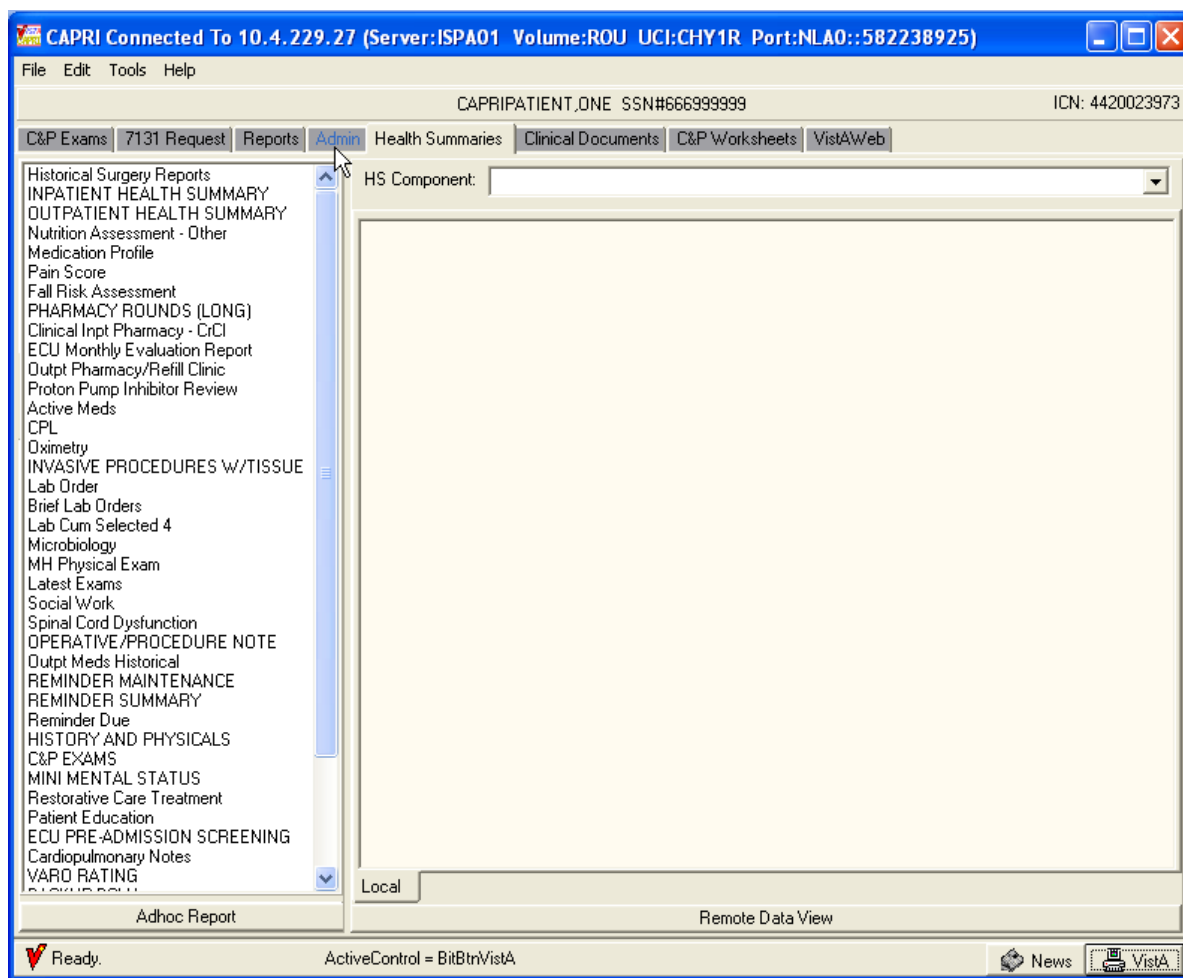 CAPRI Connected To 10.4.229.27 (Server:ISPA01 Volume:ROU UCI:CHY1R Port:NLA0::582238925)
File Edit Tools Help
CAPRIPATIENT,ONE SSN#666999999 ICN: 4420023973
C&P Exams 7131 Request Reports Admin Health Summaries Clinical Documents C&P Worksheets VistAWeb
HS Component:
Historical Surgery Reports
INPATIENT HEALTH SUMMARY
OUTPATIENT HEALTH SUMMARY
Nutrition Assessment - Other
Medication Profile
Pain Score
Fall Risk Assessment
PHARMACY ROUNDS (LONG)
Clinical Inpt Pharmacy - CrCl
ECU Monthly Evaluation Report
Outpt Pharmacy/Refill Clinic
Proton Pump Inhibitor Review
Active Meds
CPL
Oximetry
INVASIVE PROCEDURES W/TISSUE
Lab Order
Brief Lab Orders
Lab Cum Selected 4
Microbiology
MH Physical Exam
Latest Exams
Social Work
Spinal Cord Dysfunction
OPERATIVE/PROCEDURE NOTE
Outpt Meds Historical
REMINDER MAINTENANCE
REMINDER SUMMARY
Reminder Due
HISTORY AND PHYSICALS
C&P EXAMS
MINI MENTAL STATUS
Restorative Care Treatment
Patient Education
ECU PRE-ADMISSION SCREENING
Cardiopulmonary Notes
VARO RATING
Local
Adhoc Report Remote Data View
Ready. ActiveControl = BitBtnVistA News VistA